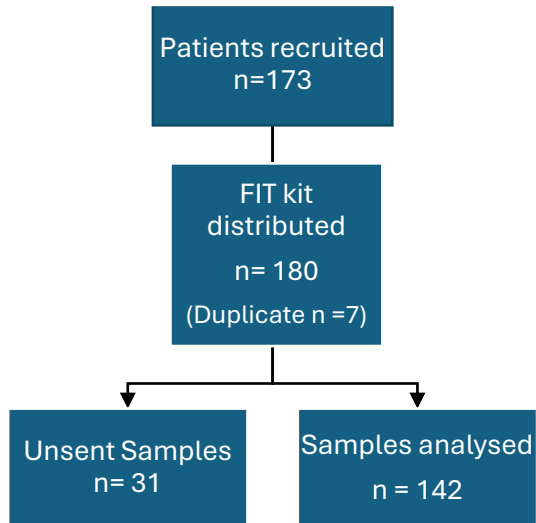 Patients recruited
n=173
FIT kit
distributed
n= 180
(Duplicate n =7)
Unsent Samples
n= 31
Samples analysed
n = 142